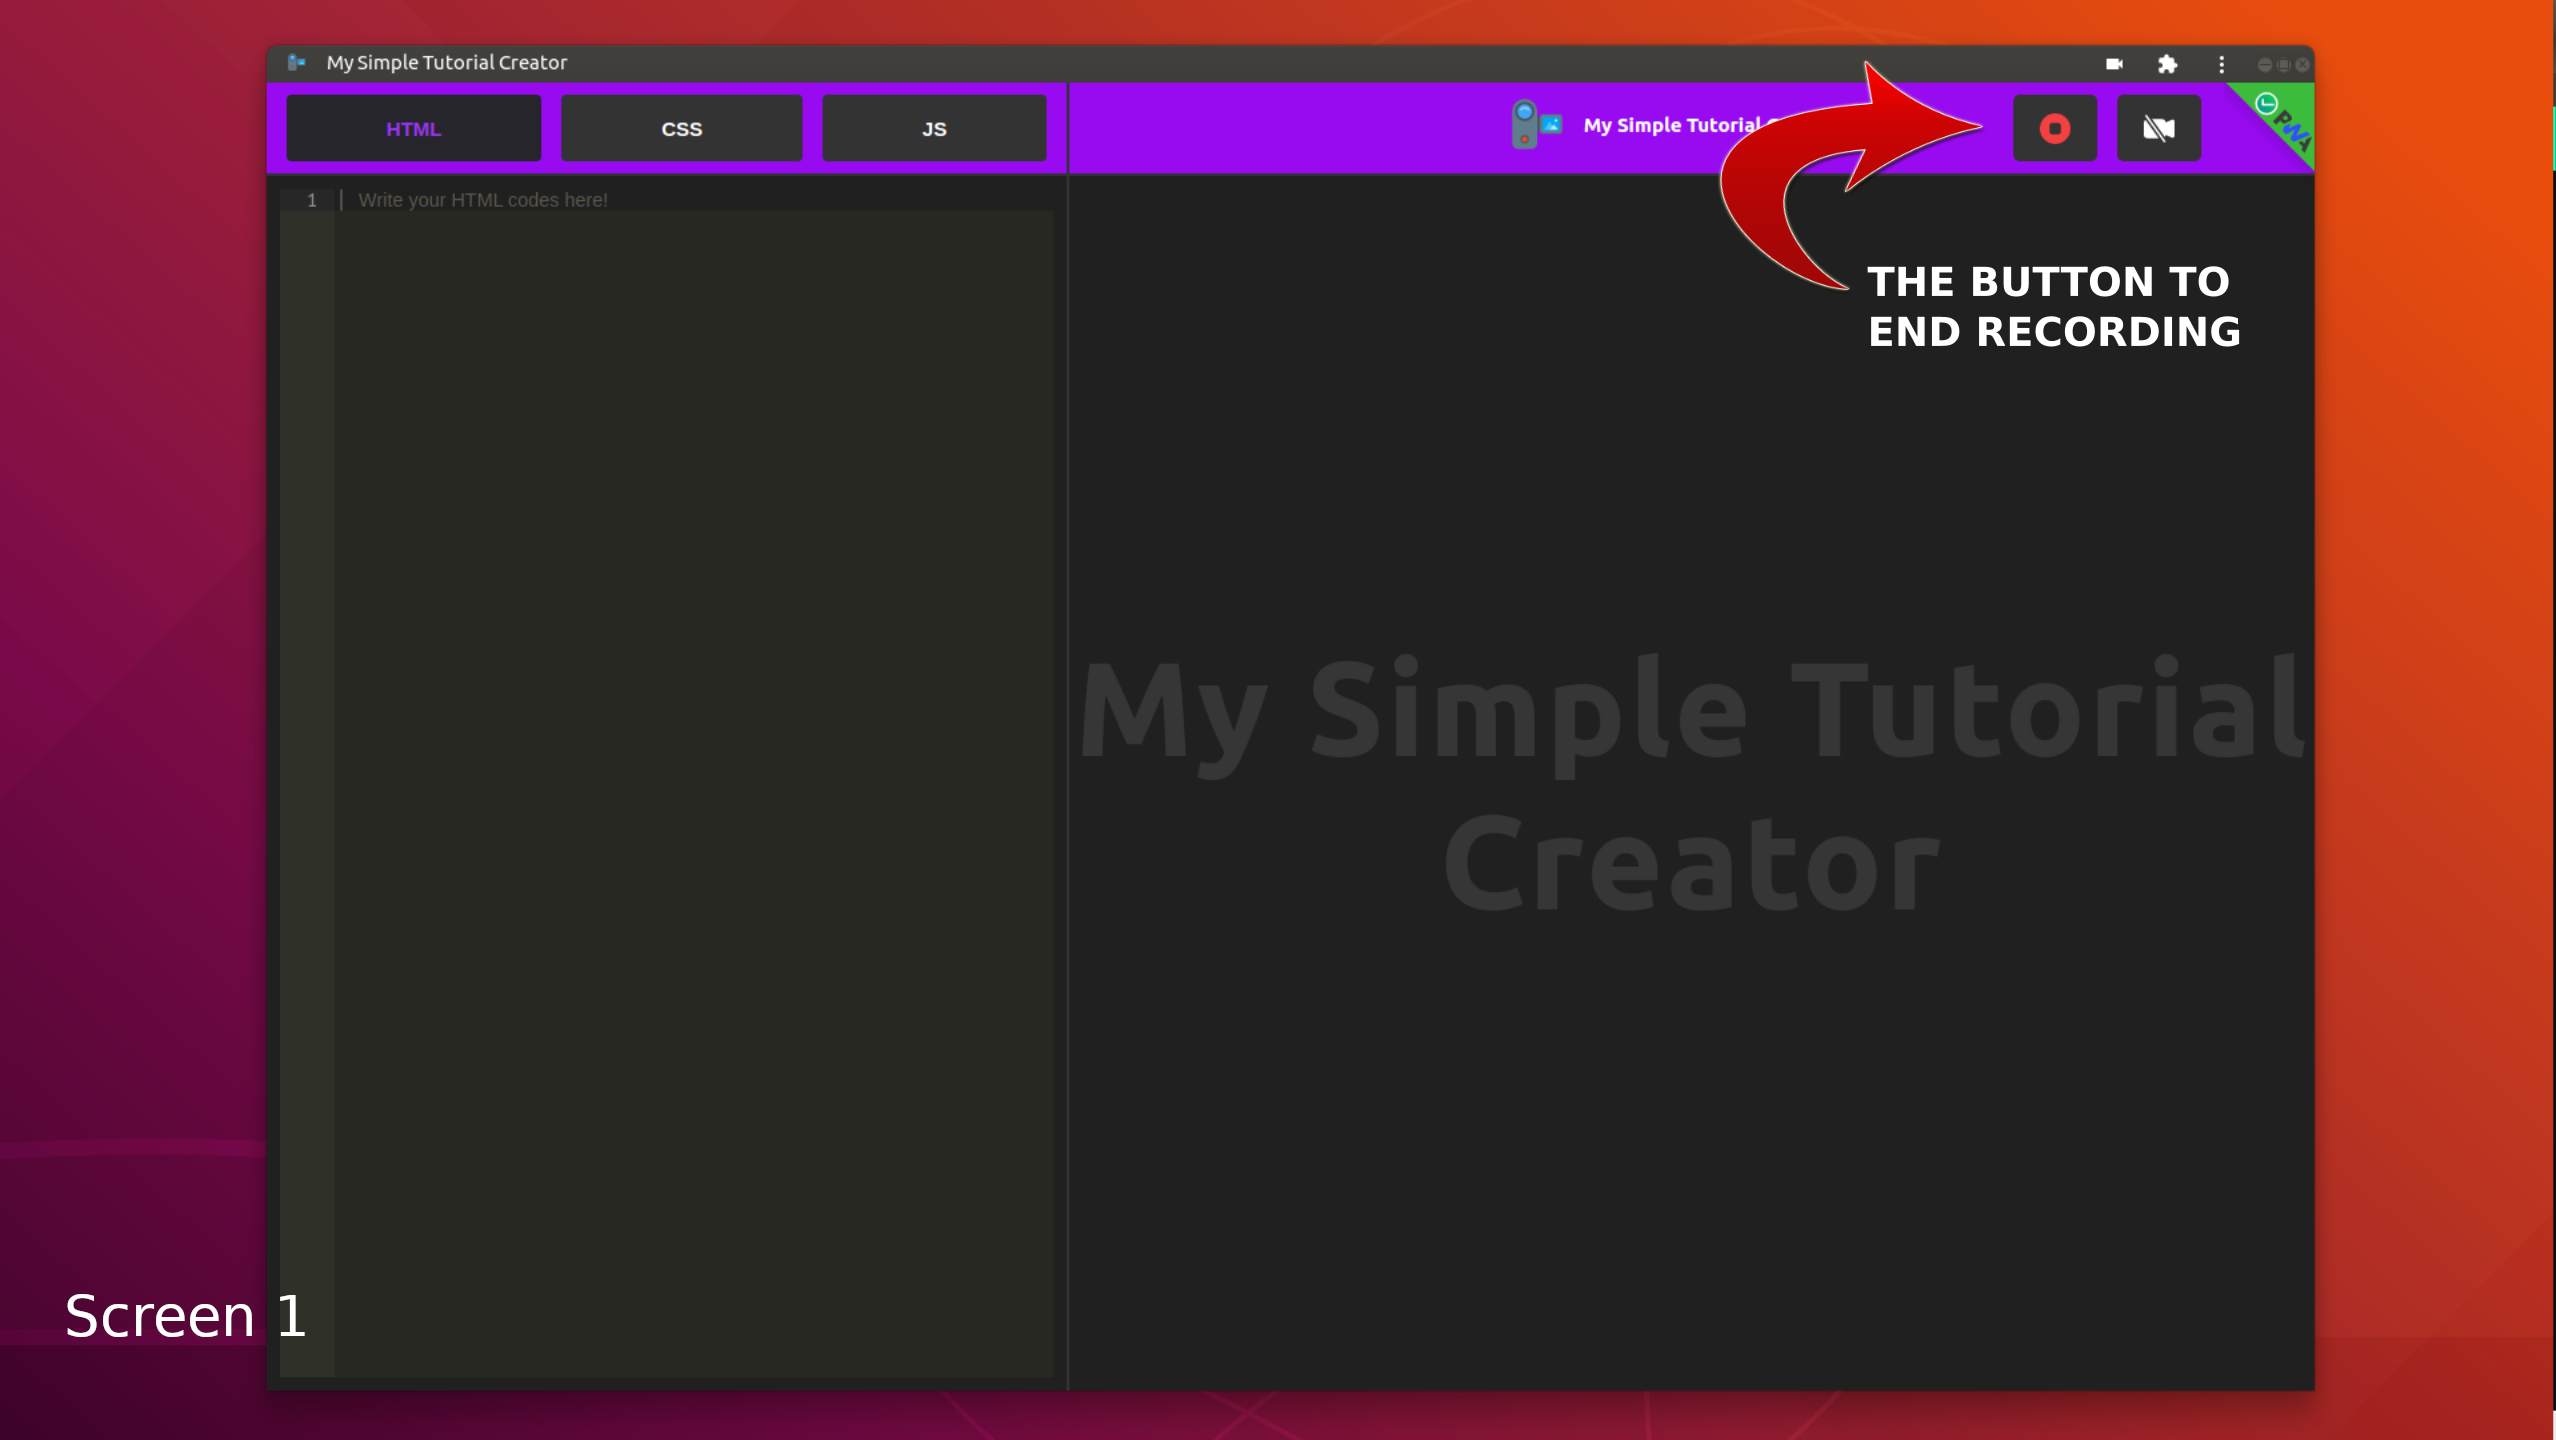 My Simple Tutorial Creator
HTML
CSS
JS
My Simple Tutorial
PWA
1
Write your HTML codes here!
THE BUTTON TO
END RECORDING
My Simple Tutorial
Creator
Screen 1